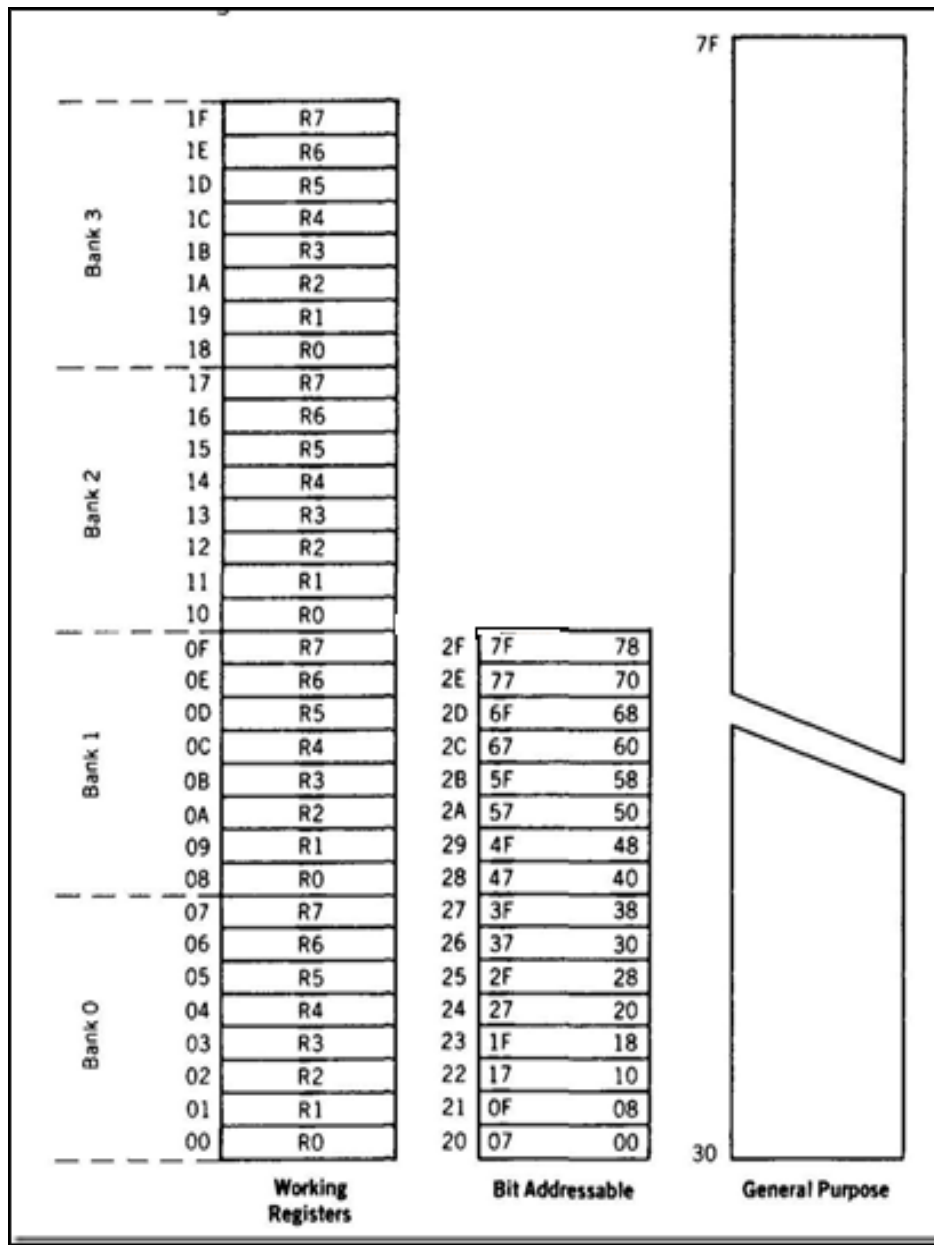 7F
1F R7
1E R6
1D R5
1C R4
1B R3
1A R2
19 R1
18 R0
Bank 3
17 R7
16 R6
15 R5
14 R4
13 R3
12 R2
11 R1
10 R0
Bank 2
0F R7
0E R6
0D R5
0C R4
0B R3
0A R2
09 R1
08 R0
Bank 1
07 R7
06 R6
05 R5
04 R4
03 R3
02 R2
01 R1
00 R0
Bank 0
Working
Registers
2F 7F 78
2E 77 70
2D 6F 68
2C 67 60
2B 5F 58
2A 57 50
29 4F 48
28 47 40
27 3F 38
26 37 30
25 2F 28
24 27 20
23 1F 18
22 17 10
21 0F 08
20 07 00
Bit Addressable
30
General Purpose